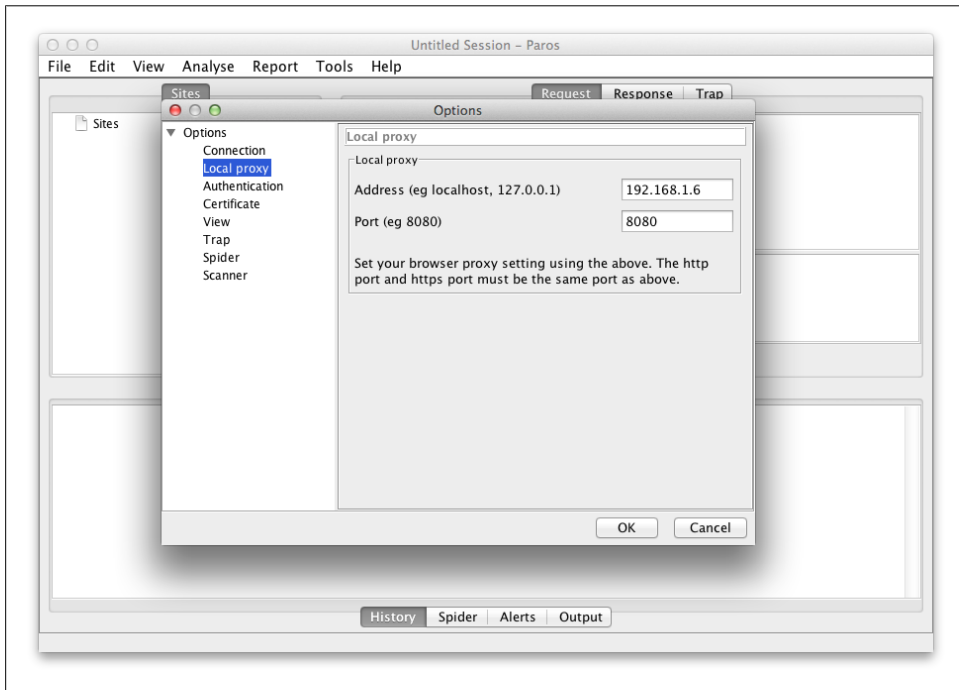 Untitled Session – Paros
File Edit View Analyse Report Tools Help
Sites
Request Response Trap
Sites
Options
Options
Connection
Local proxy
Authentication
Certificate
View
Trap
Spider
Scanner
Local proxy
Local proxy
Address (eg localhost, 127.0.0.1) 192.168.1.6
Port (eg 8080) 8080
Set your browser proxy setting using the above. The http
port and https port must be the same port as above.
OK Cancel
History Spider Alerts Output